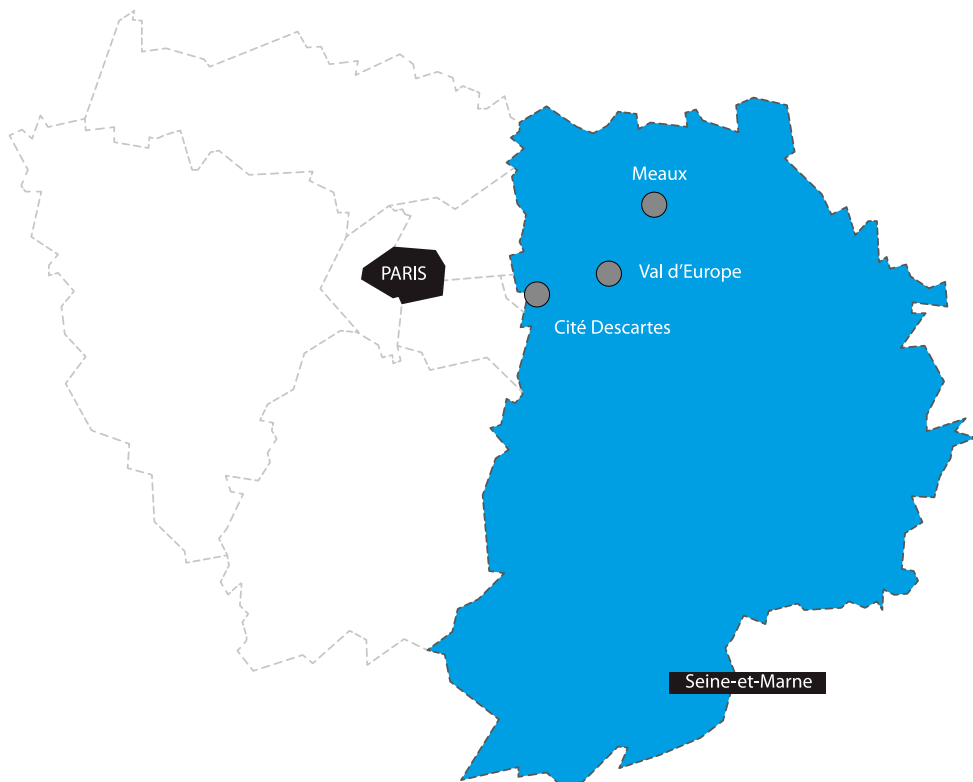 Meaux
PARIS
Val d'Europe
Cité Descartes
Seine-et-Marne